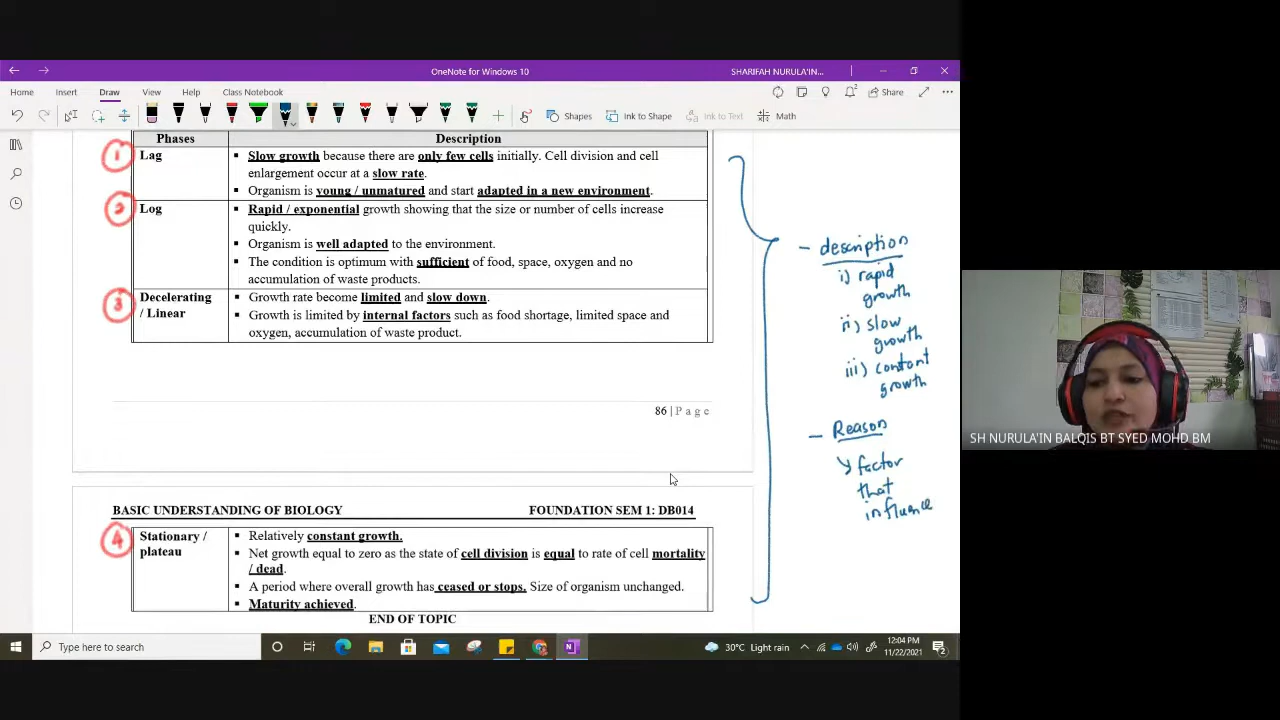 OneNote for Windows 10
SHARIFAH NURULA'IN...
Home Insert Draw View Help Class Notebook
Share
Shapes Ink to Shape Ink to Text Math
Phases Description
1 Lag
▪ Slow growth because there are only few cells initially. Cell division and cell
enlargement occur at a slow rate.
▪ Organism is young / unmatured and start adapted in a new environment.
2 Log
▪ Rapid / exponential growth showing that the size or number of cells increase
quickly.
▪ Organism is well adapted to the environment.
▪ The condition is optimum with sufficient of food, space, oxygen and no
accumulation of waste products.
3 Decelerating
/ Linear
▪ Growth rate become limited and slow down.
▪ Growth is limited by internal factors such as food shortage, limited space and
oxygen, accumulation of waste product.
86 | P a g e
BASIC UNDERSTANDING OF BIOLOGY FOUNDATION SEM 1: DB014
4 Stationary /
plateau
▪ Relatively constant growth.
▪ Net growth equal to zero as the state of cell division is equal to rate of cell mortality
/ dead.
▪ A period where overall growth has ceased or stops. Size of organism unchanged.
▪ Maturity achieved.
END OF TOPIC
- description
i) rapid
growth
ii) slow
growth
iii) contant
growth
- Reason
factor
that
influence
SH NURULA'IN BALQIS BT SYED MOHD BM
Type here to search
30°C Light rain
12:04 PM
11/22/2021
2